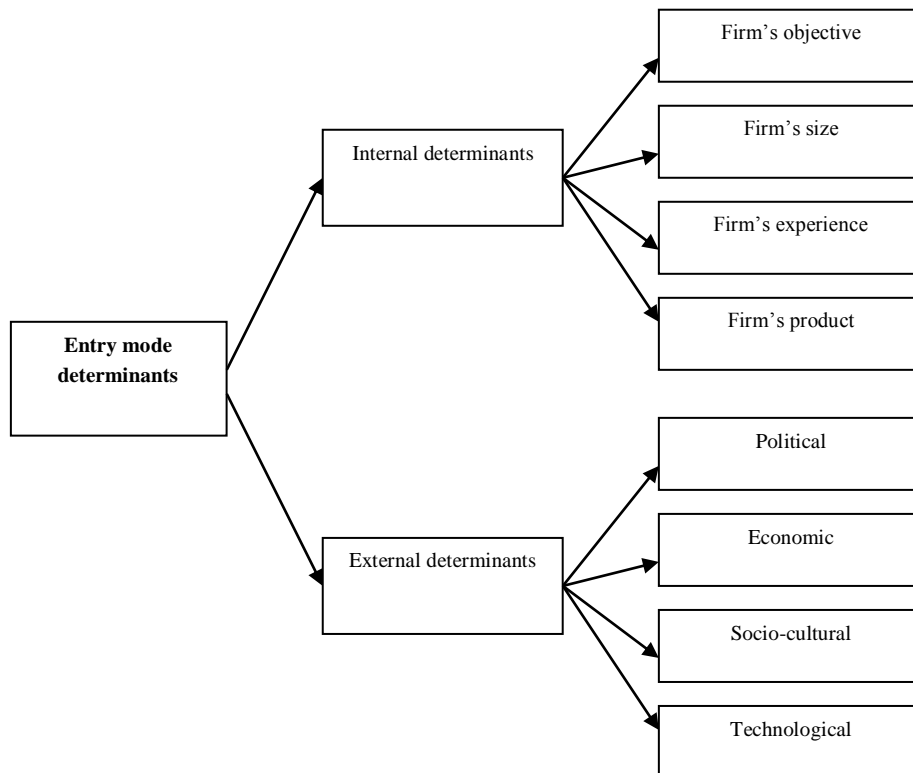 Entry mode
determinants
Internal determinants
Firm’s objective
Firm’s size
Firm’s experience
Firm’s product
External determinants
Political
Economic
Socio-cultural
Technological